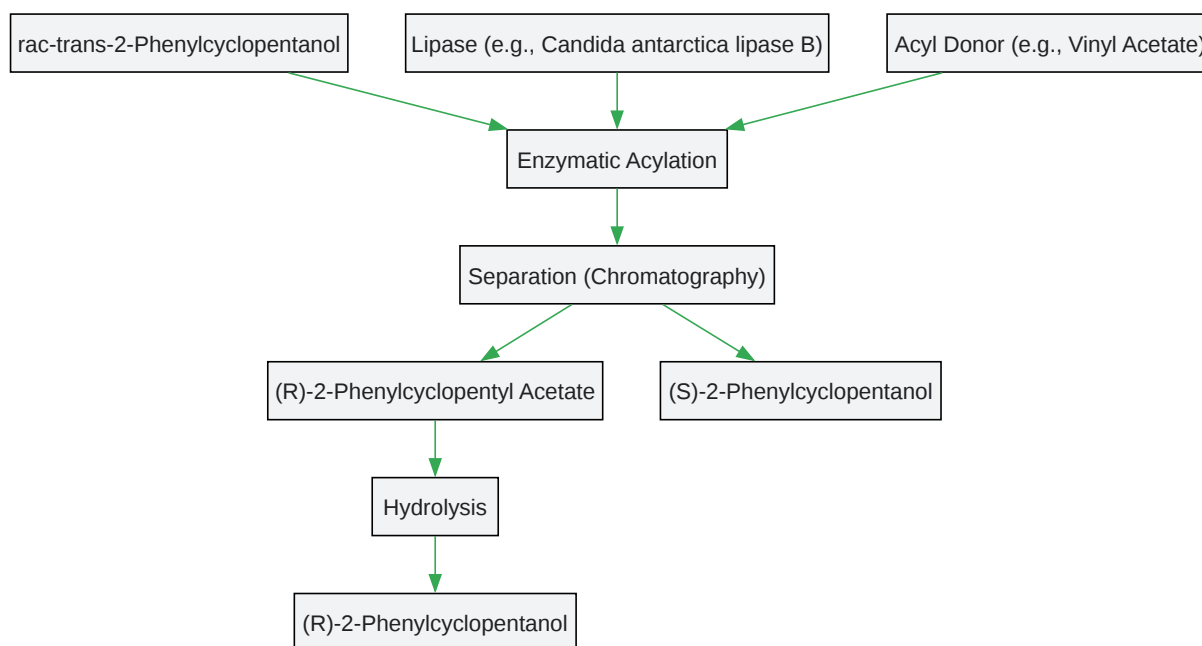 rac-trans-2-Phenylcyclopentanol
Lipase (e.g., Candida antarctica lipase B)
Acyl Donor (e.g., Vinyl Acetate)
Enzymatic Acylation
Separation (Chromatography)
(R)-2-Phenylcyclopentyl Acetate
(S)-2-Phenylcyclopentanol
Hydrolysis
(R)-2-Phenylcyclopentanol